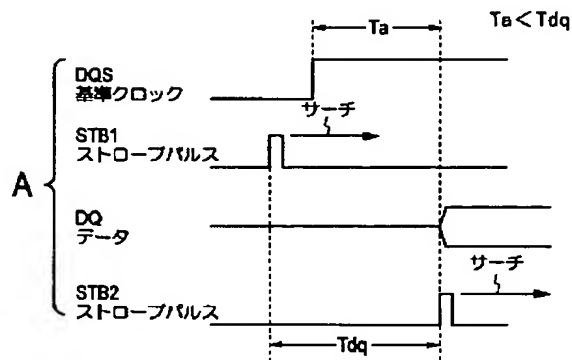 Ta
Ta<Tdq
A
DQS
基準クロック
サーチ
STB1
ストローブパルス
DQ
データ
サーチ
STB2
ストローブパルス
Tdq